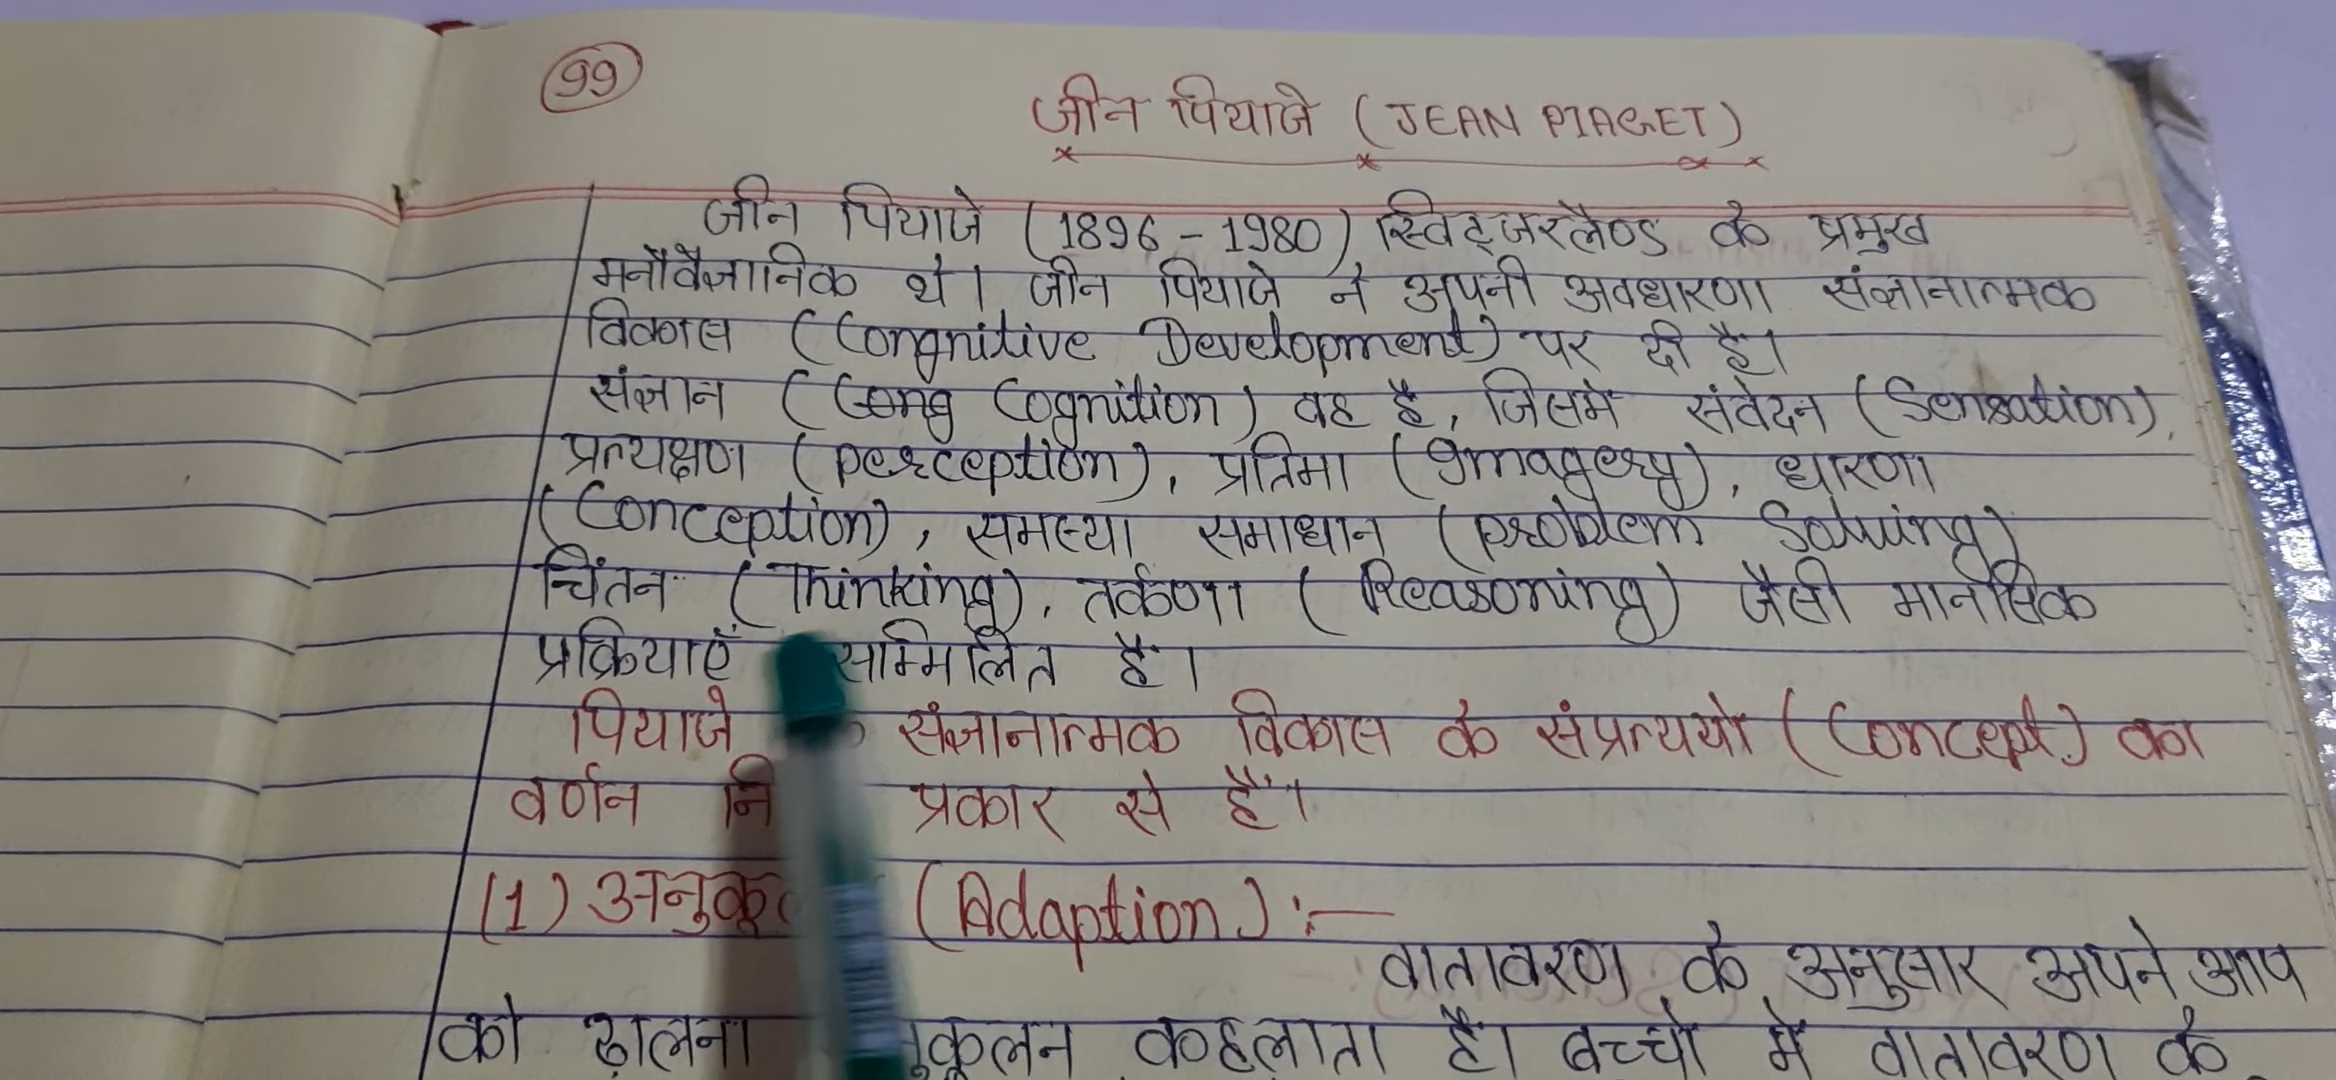 99
जीन पियाजे (JEAN PIAGET)
जीन पियाजे (1896-1980) स्विट्जरलैण्ड के प्रमुख
मनौवैज्ञानिक थे। जीन पियाजे ने अपनी अवधारणा संज्ञानात्मक
विकास (Congnitive Development) पर दी है।
संज्ञान (Cong Cognition) वह है, जिसमे संवेदन (Sensation),
प्रत्यक्षण (perception), प्रतिमा (Imagery), धारणा
(Conception), समस्या समाधान (problem Solving)
चिंतन (Thinking), तर्कणा (Reasoning) जैसी मानसिक
प्रक्रियाएँ सम्मिलित है।
पियाजे संज्ञानात्मक विकास के संप्रत्ययो (Concept) का
वर्णन प्रकार से हैं।
(1) (Adaption) :—
वातावरण के अनुसार अपने आप
को ढ़ालना कहलाता है। बच्चो में वातावरण के